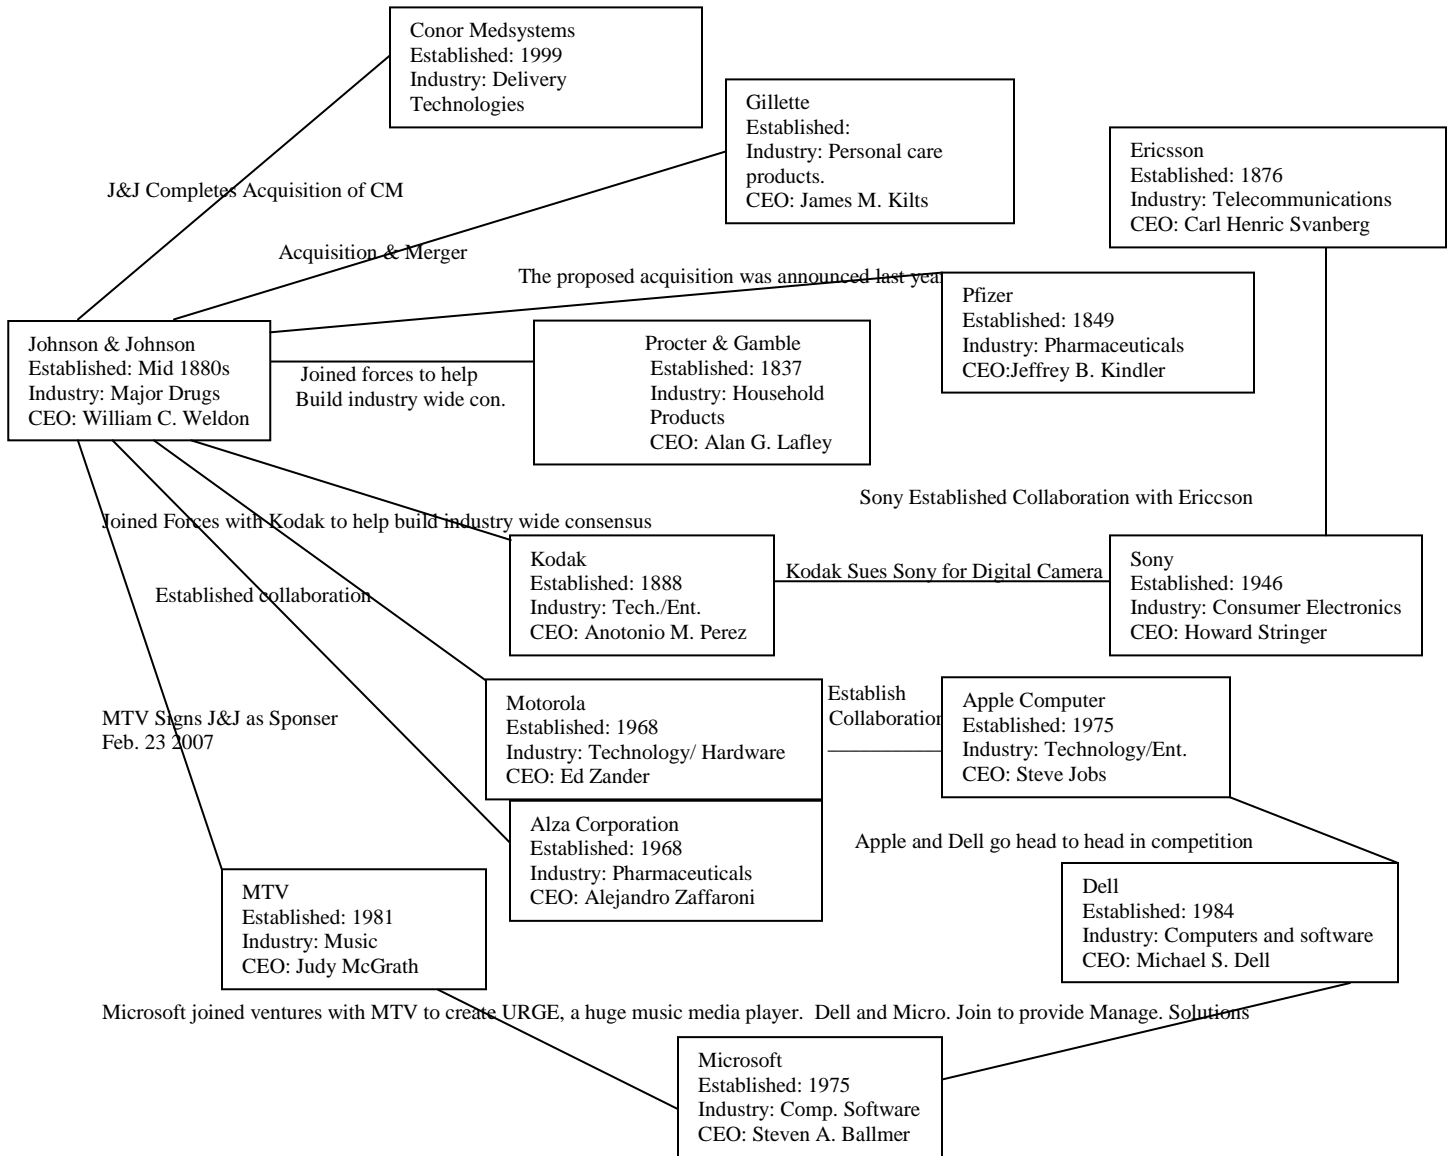 Conor Medsystems
Established: 1999
Industry: Delivery
Technologies
Gillette
Established:
Industry: Personal care
products.
CEO: James M. Kilts
Ericsson
Established: 1876
Industry: Telecommunications
CEO: Carl Henric Svanberg
J&J Completes Acquisition of CM
Acquisition & Merger
The proposed acquisition was announced last year
Pfizer
Established: 1849
Industry: Pharmaceuticals
CEO:Jeffrey B. Kindler
Johnson & Johnson
Established: Mid 1880s
Industry: Major Drugs
CEO: William C. Weldon
Joined forces to help
Build industry wide con.
Procter & Gamble
Established: 1837
Industry: Household
Products
CEO: Alan G. Lafley
Sony Established Collaboration with Ericcson
Joined Forces with Kodak to help build industry wide consensus
Kodak
Established: 1888
Industry: Tech./Ent.
CEO: Anotonio M. Perez
Kodak Sues Sony for Digital Camera
Sony
Established: 1946
Industry: Consumer Electronics
CEO: Howard Stringer
Established collaboration
MTV Signs J&J as Sponser
Feb. 23 2007
Motorola
Established: 1968
Industry: Technology/ Hardware
CEO: Ed Zander
Establish
Collaboration
Apple Computer
Established: 1975
Industry: Technology/Ent.
CEO: Steve Jobs
Alza Corporation
Established: 1968
Industry: Pharmaceuticals
CEO: Alejandro Zaffaroni
Apple and Dell go head to head in competition
MTV
Established: 1981
Industry: Music
CEO: Judy McGrath
Dell
Established: 1984
Industry: Computers and software
CEO: Michael S. Dell
Microsoft joined ventures with MTV to create URGE, a huge music media player.  Dell and Micro. Join to provide Manage. Solutions
Microsoft
Established: 1975
Industry: Comp. Software
CEO: Steven A. Ballmer